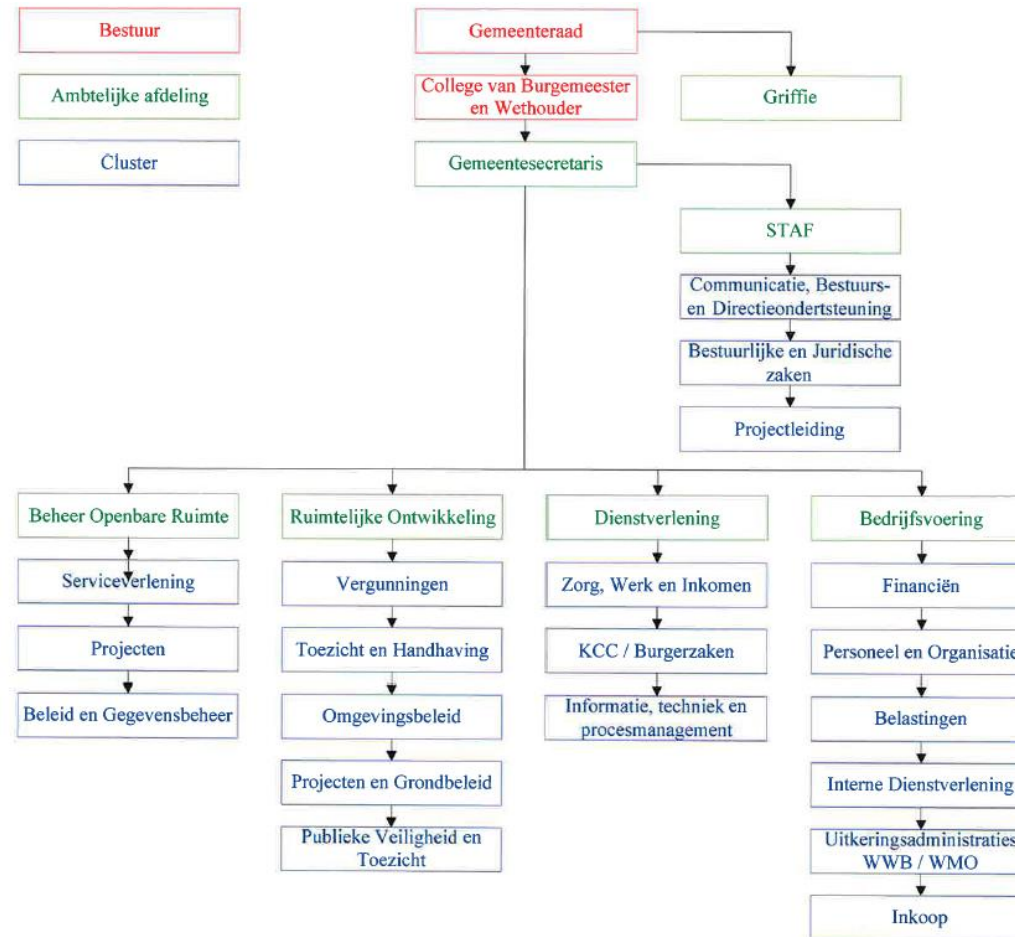 Bestuur
Ambtelijke afdeling
Cluster
Gemeenteraad
College van Burgemeester
en Wethouder
Griffie
Gemeentesecretaris
STAF
Communicatie, Bestuurs-
en Directieondertsteuning
Bestuurlijke en Juridische
zaken
Projectleiding
Beheer Openbare Ruimte
Serviceverlening
Projecten
Beleid en Gegevensbeheer
Ruimtelijke Ontwikkeling
Vergunningen
Toezicht en Handhaving
Omgevingsbeleid
Projecten en Grondbeleid
Publieke Veiligheid en
Toezicht
Dienstverlening
Zorg, Werk en Inkomen
KCC / Burgerzaken
Informatie, techniek en
procesmanagement
Bedrijfsvoering
Financiën
Personeel en Organisatie
Belastingen
Interne Dienstverlening
Uitkeringsadministraties
WWB / WMO
Inkoop